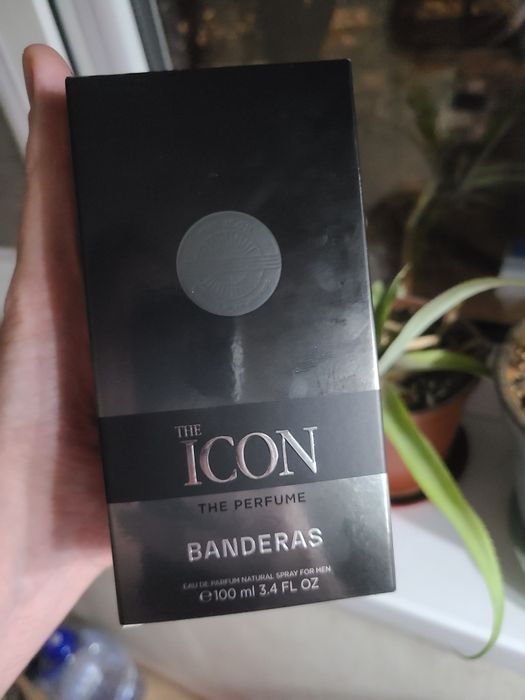 THE
ICON
THE PERFUME
BANDERAS
EAU DE PARFUM NATURAL SPRAY FOR MEN
℮100 ml 3.4 FL OZ